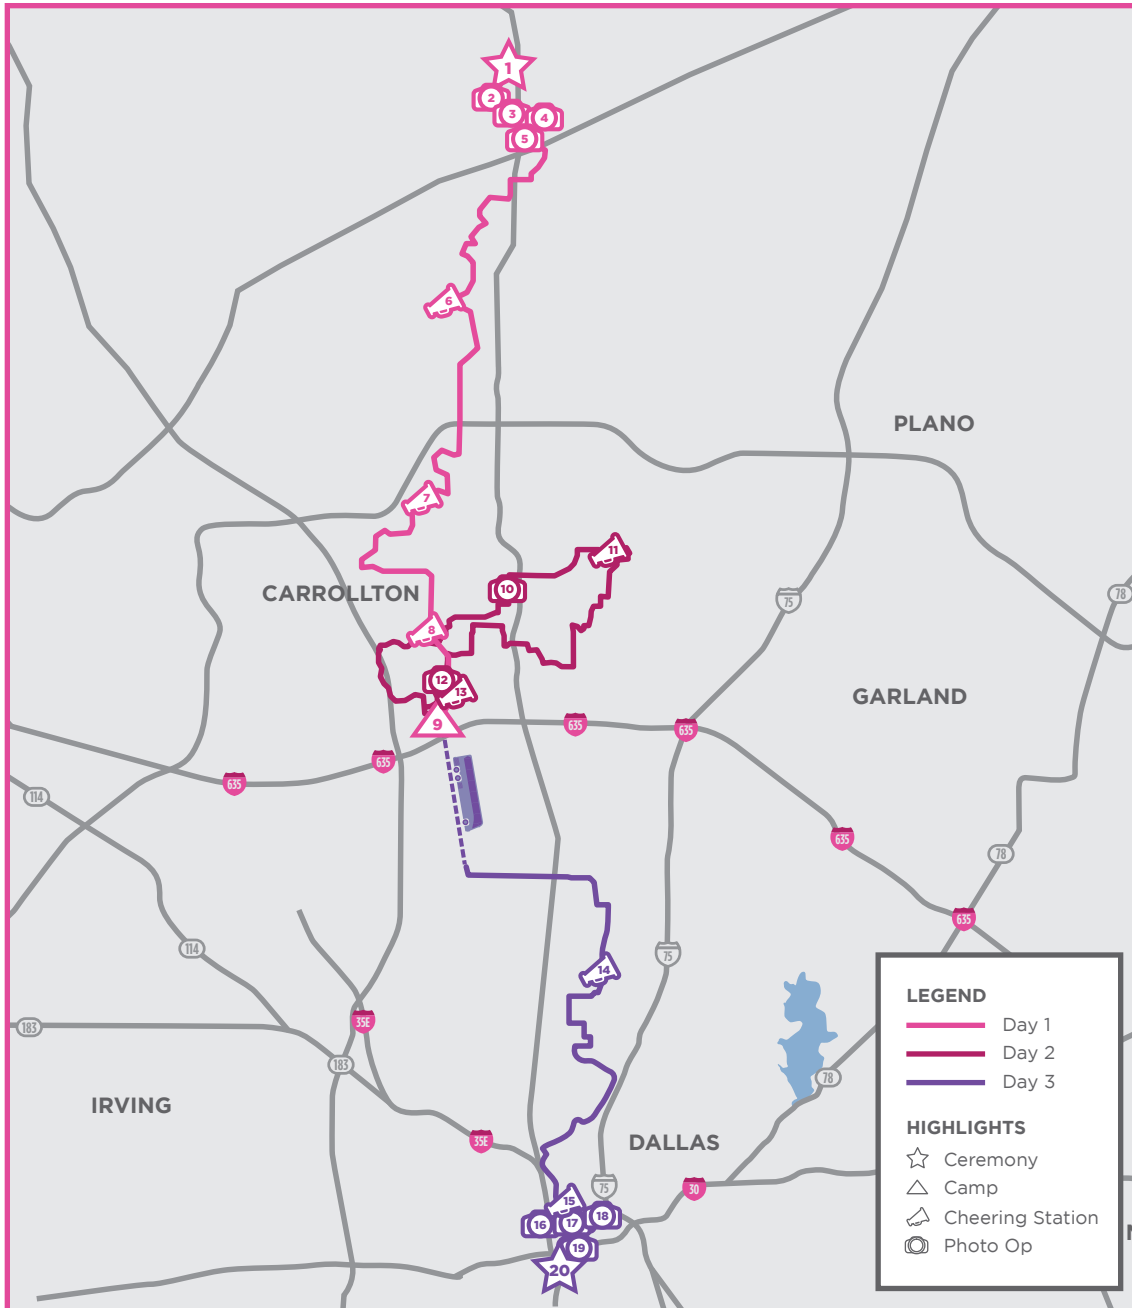 1
2
3
4
5
6
PLANO
7
11
CARROLLTON
10
75
78
8
12
13
GARLAND
9
635
635
635
635
114
635
78
635
114
75
14
183
35E
183
78
IRVING
35E
DALLAS
75
30
15
16
17
18
19
20
LEGEND
Day 1
Day 2
Day 3
HIGHLIGHTS
Ceremony
Camp
Cheering Station
Photo Op